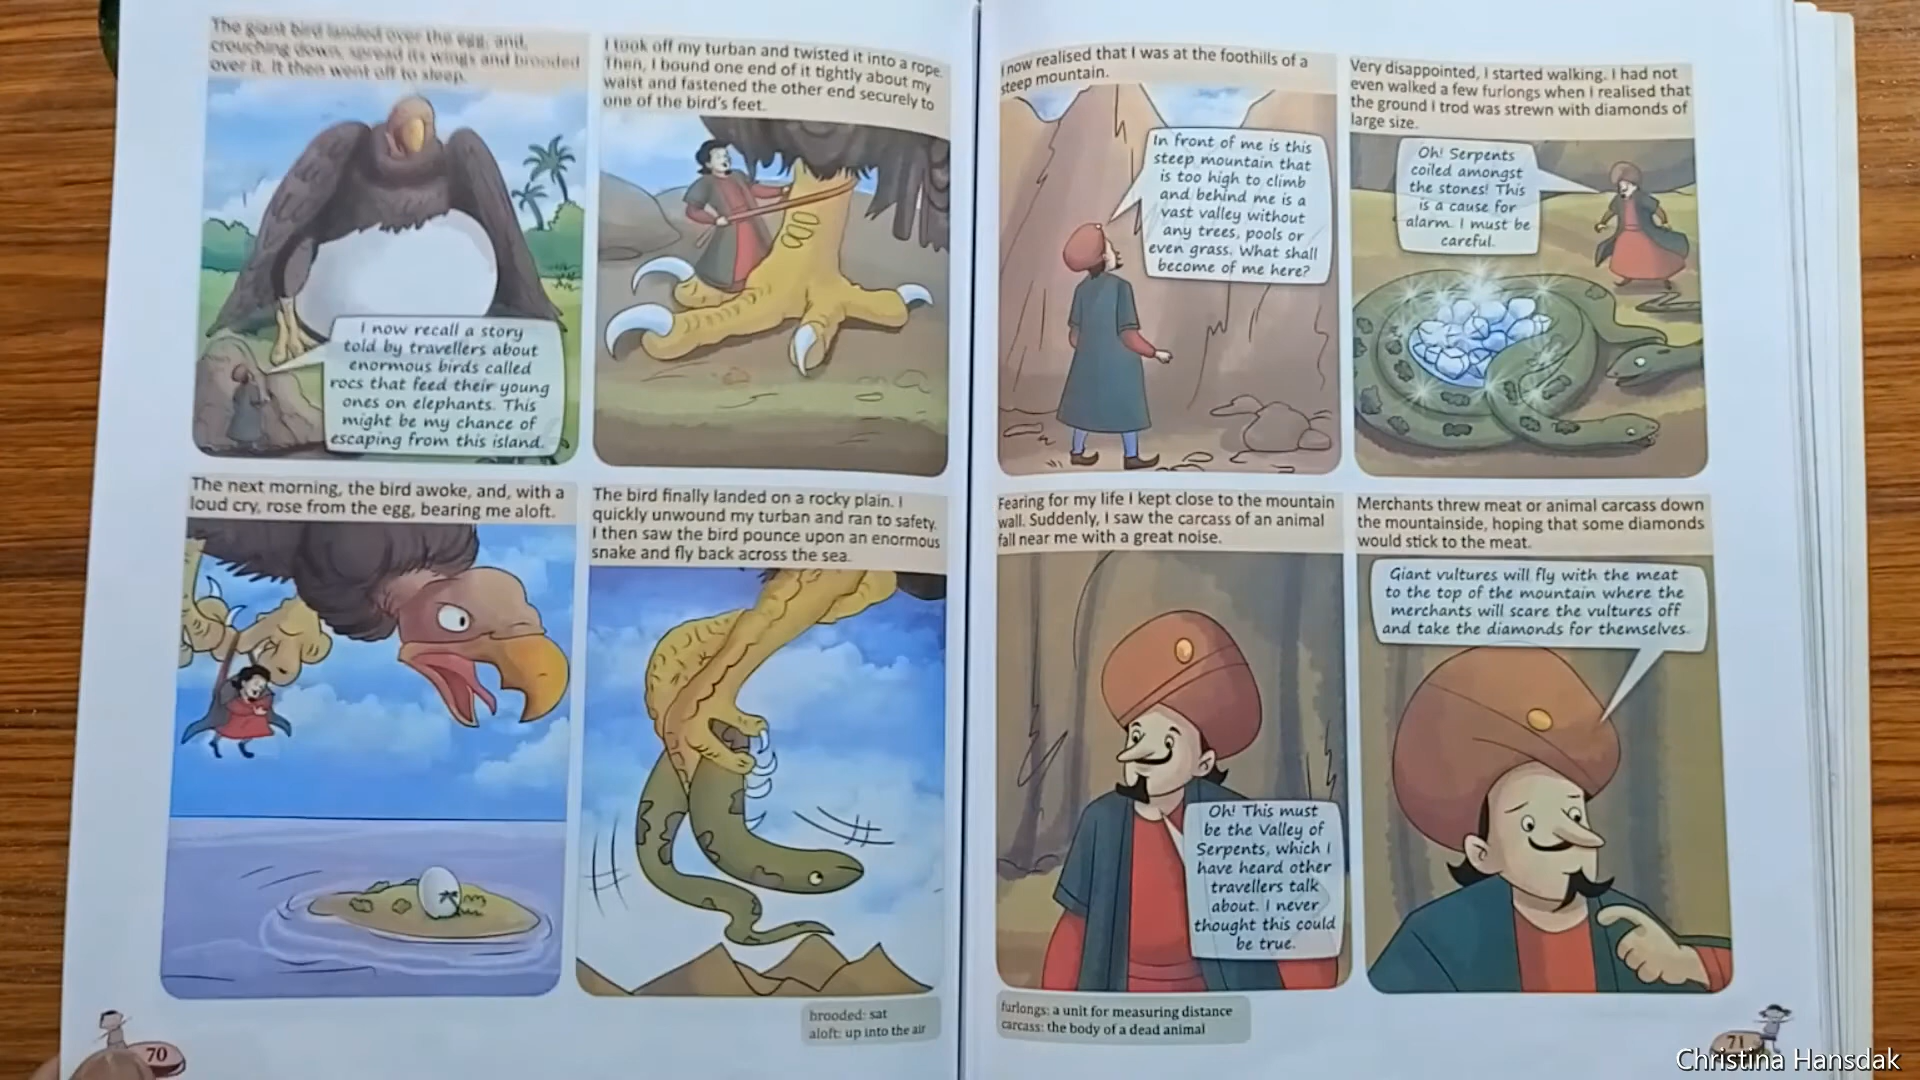 The giant bird landed over the egg, and,
crouching down, spread its wings and brooded
over it. It then went off to sleep.
I now recall a story
told by travellers about
enormous birds called
rocs that feed their young
ones on elephants. This
might be my chance of
escaping from this island.
I took off my turban and twisted it into a rope.
Then, I bound one end of it tightly about my
waist and fastened the other end securely to
one of the bird's feet.
The next morning, the bird awoke, and, with a
loud cry, rose from the egg, bearing me aloft.
The bird finally landed on a rocky plain. I
quickly unwound my turban and ran to safety.
I then saw the bird pounce upon an enormous
snake and fly back across the sea.
brooded: sat
aloft: up into the air
70
I now realised that I was at the foothills of a
steep mountain.
In front of me is this
steep mountain that
is too high to climb
and behind me is a
vast valley without
any trees, pools or
even grass. What shall
become of me here?
Very disappointed, I started walking. I had not
even walked a few furlongs when I realised that
the ground I trod was strewn with diamonds of
large size.
Oh! Serpents
coiled amongst
the stones! This
is a cause for
alarm. I must be
careful.
Fearing for my life I kept close to the mountain
wall. Suddenly, I saw the carcass of an animal
fall near me with a great noise.
Oh! This must
be the Valley of
Serpents, which I
have heard other
travellers talk
about. I never
thought this could
be true.
Merchants threw meat or animal carcass down
the mountainside, hoping that some diamonds
would stick to the meat.
Giant vultures will fly with the meat
to the top of the mountain where the
merchants will scare the vultures off
and take the diamonds for themselves.
furlongs: a unit for measuring distance
carcass: the body of a dead animal
71
Christina Hansdak